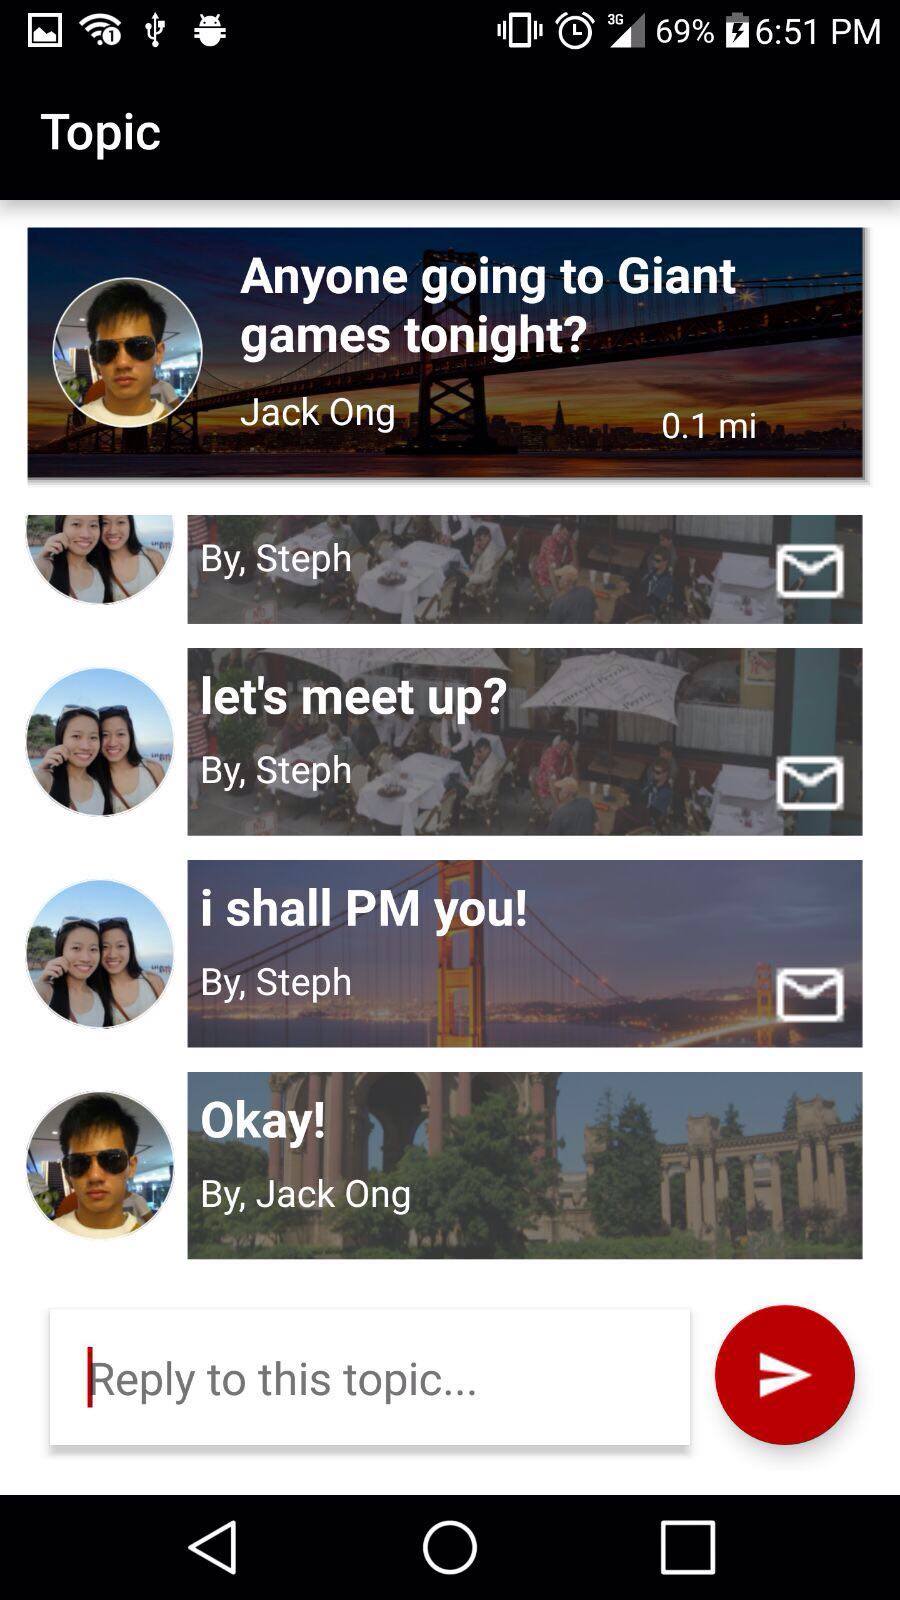 3G 69% 6:51 PM
Topic
Anyone going to Giant
games tonight?
Jack Ong
0.1 mi
By, Steph
let's meet up?
By, Steph
i shall PM you!
By, Steph
Okay!
By, Jack Ong
Reply to this topic...